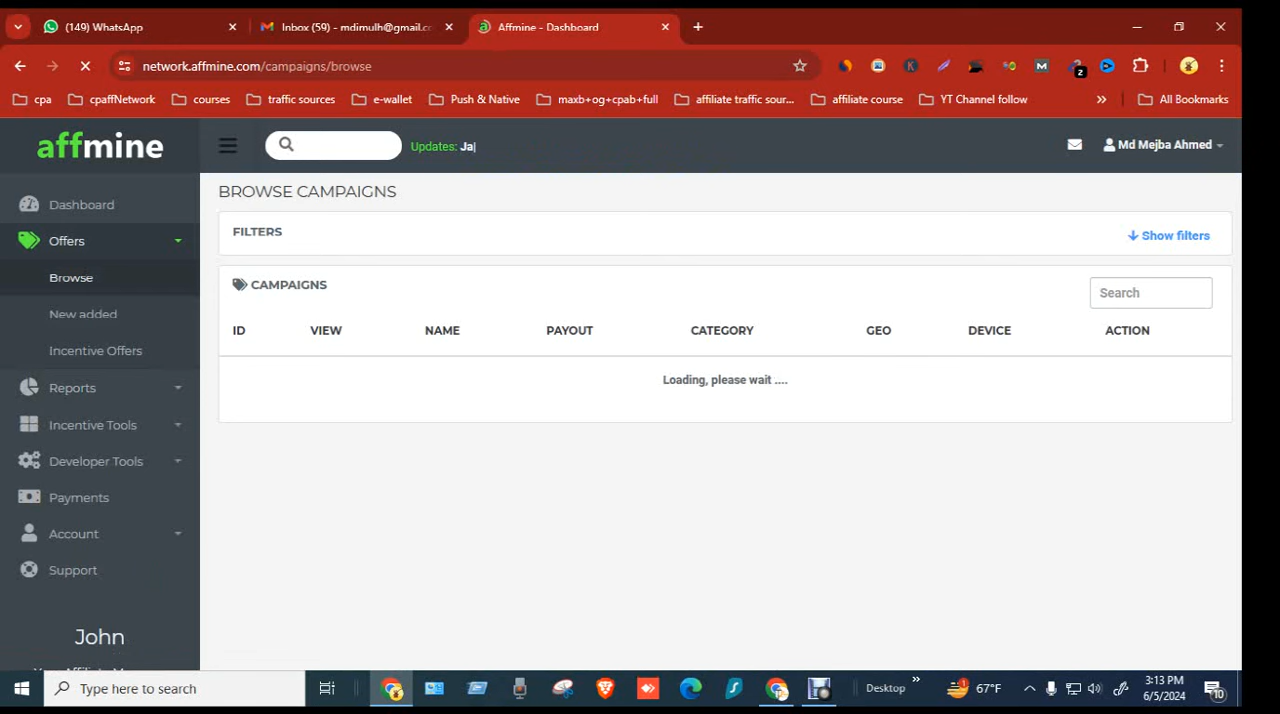 (149) WhatsApp
Inbox (59) - mdimulh@gmail.cc
Affmine - Dashboard
network.affmine.com/campaigns/browse
2
cpa
cpaffNetwork
courses
traffic sources
e-wallet
Push & Native
maxb+og+cpab+full
affiliate traffic sour...
affiliate course
YT Channel follow
»
All Bookmarks
affmine
Updates: Ja|
Md Mejba Ahmed
Dashboard
Offers
Browse
New added
Incentive Offers
Reports
Incentive Tools
Developer Tools
Payments
Account
Support
John
BROWSE CAMPAIGNS
FILTERS
Show filters
CAMPAIGNS
Search
ID VIEW NAME PAYOUT CATEGORY GEO DEVICE ACTION
Loading, please wait ....
Type here to search
Desktop
»
67°F
3:13 PM
6/5/2024
10